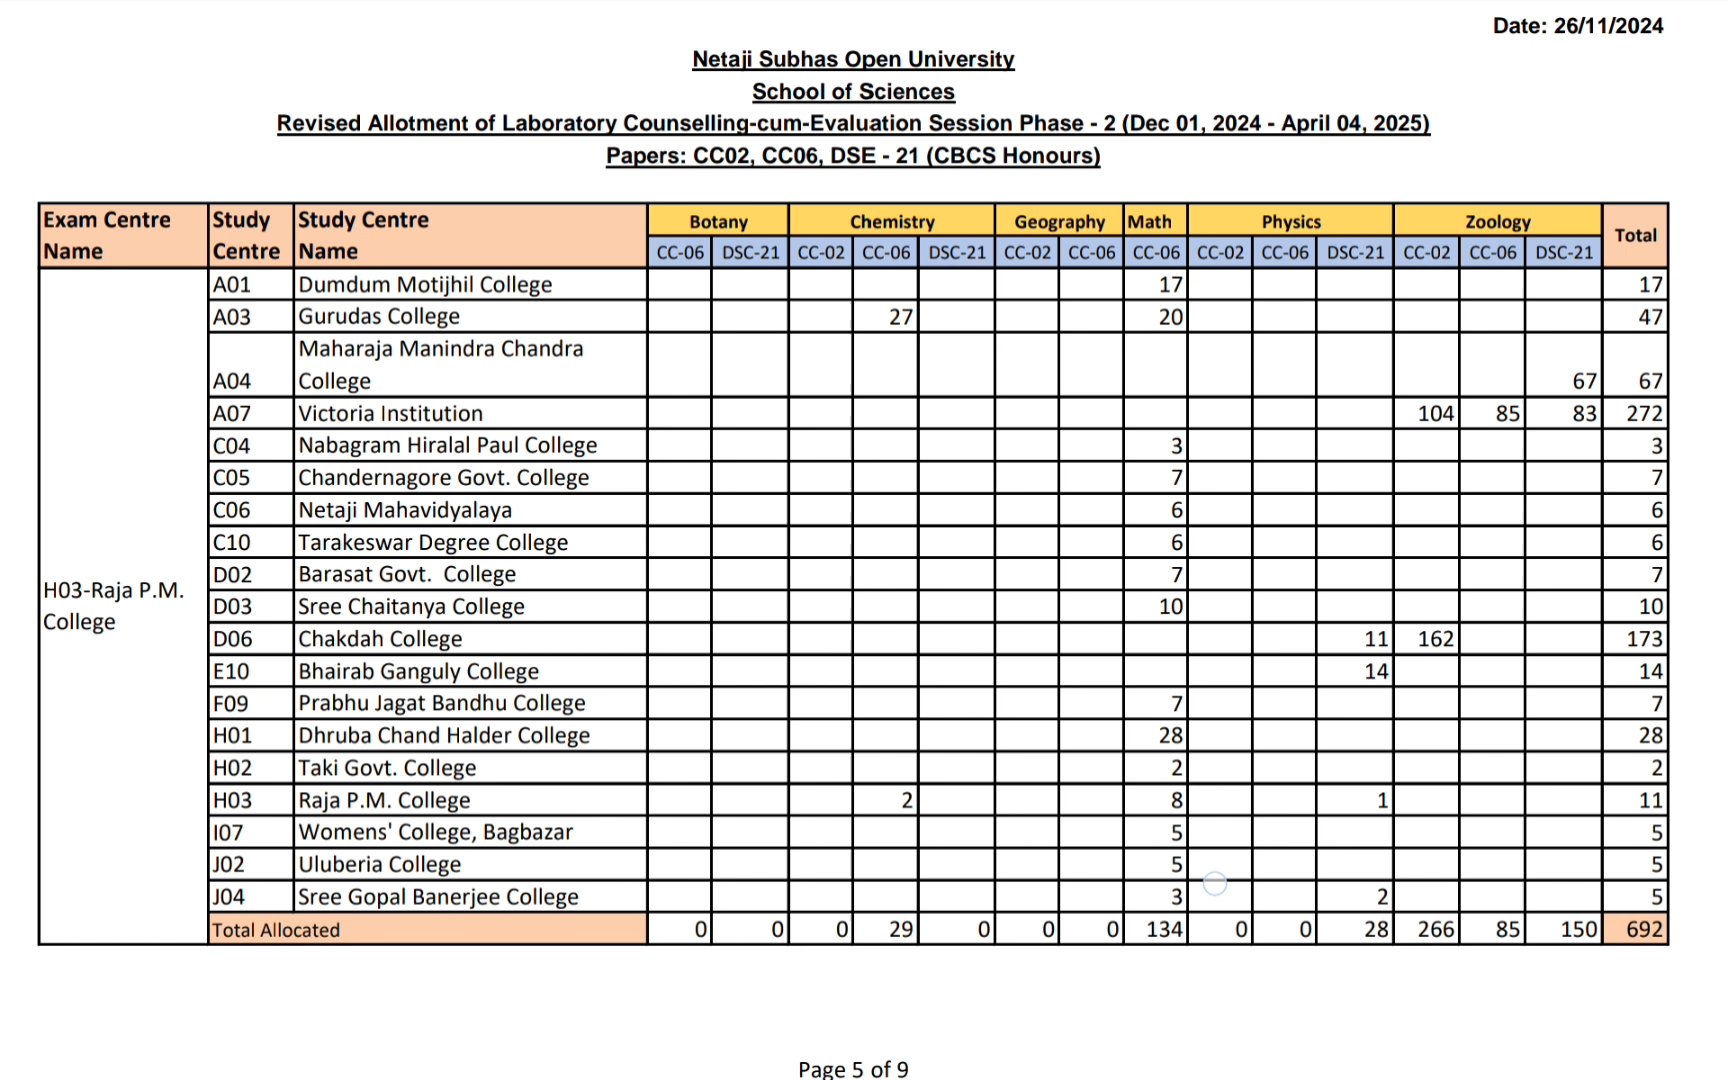 Date: 26/11/2024
Netaji Subhas Open University
School of Sciences
Revised Allotment of Laboratory Counselling-cum-Evaluation Session Phase - 2 (Dec 01, 2024 - April 04, 2025)
Papers: CC02, CC06, DSE - 21 (CBCS Honours)
Exam Centre Name Study Centre Study Centre Name Botany Chemistry Geography Math Physics Zoology Total
CC-06 DSC-21 CC-02 CC-06 DSC-21 CC-02 CC-06 CC-06 CC-02 CC-06 DSC-21 CC-02 CC-06 DSC-21
H03-Raja P.M. College
A01 Dumdum Motijhil College 17 17
A03 Gurudas College 27 20 47
A04 Maharaja Manindra Chandra College 67 67
A07 Victoria Institution 104 85 83 272
C04 Nabagram Hiralal Paul College 3 3
C05 Chandernagore Govt. College 7 7
C06 Netaji Mahavidyalaya 6 6
C10 Tarakeswar Degree College 6 6
D02 Barasat Govt.  College 7 7
D03 Sree Chaitanya College 10 10
D06 Chakdah College 11 162 173
E10 Bhairab Ganguly College 14 14
F09 Prabhu Jagat Bandhu College 7 7
H01 Dhruba Chand Halder College 28 28
H02 Taki Govt. College 2 2
H03 Raja P.M. College 2 8 1 11
I07 Womens' College, Bagbazar 5 5
J02 Uluberia College 5 5
J04 Sree Gopal Banerjee College 3 2 5
Total Allocated 0 0 0 29 0 0 0 134 0 0 28 266 85 150 692
Page 5 of 9